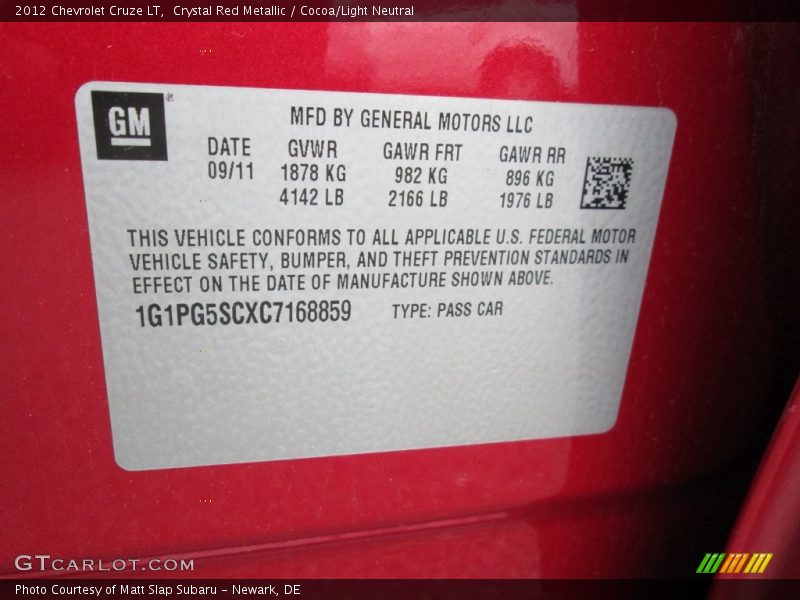 2012 Chevrolet Cruze LT,  Crystal Red Metallic / Cocoa/Light Neutral
GM ®
MFD BY GENERAL MOTORS LLC
DATE GVWR GAWR FRT GAWR RR
09/11 1878 KG 982 KG 896 KG
4142 LB 2166 LB 1976 LB
THIS VEHICLE CONFORMS TO ALL APPLICABLE U.S. FEDERAL MOTOR
VEHICLE SAFETY, BUMPER, AND THEFT PREVENTION STANDARDS IN
EFFECT ON THE DATE OF MANUFACTURE SHOWN ABOVE.
1G1PG5SCXC7168859 TYPE: PASS CAR
GTCARLOT.COM
Photo Courtesy of Matt Slap Subaru – Newark, DE